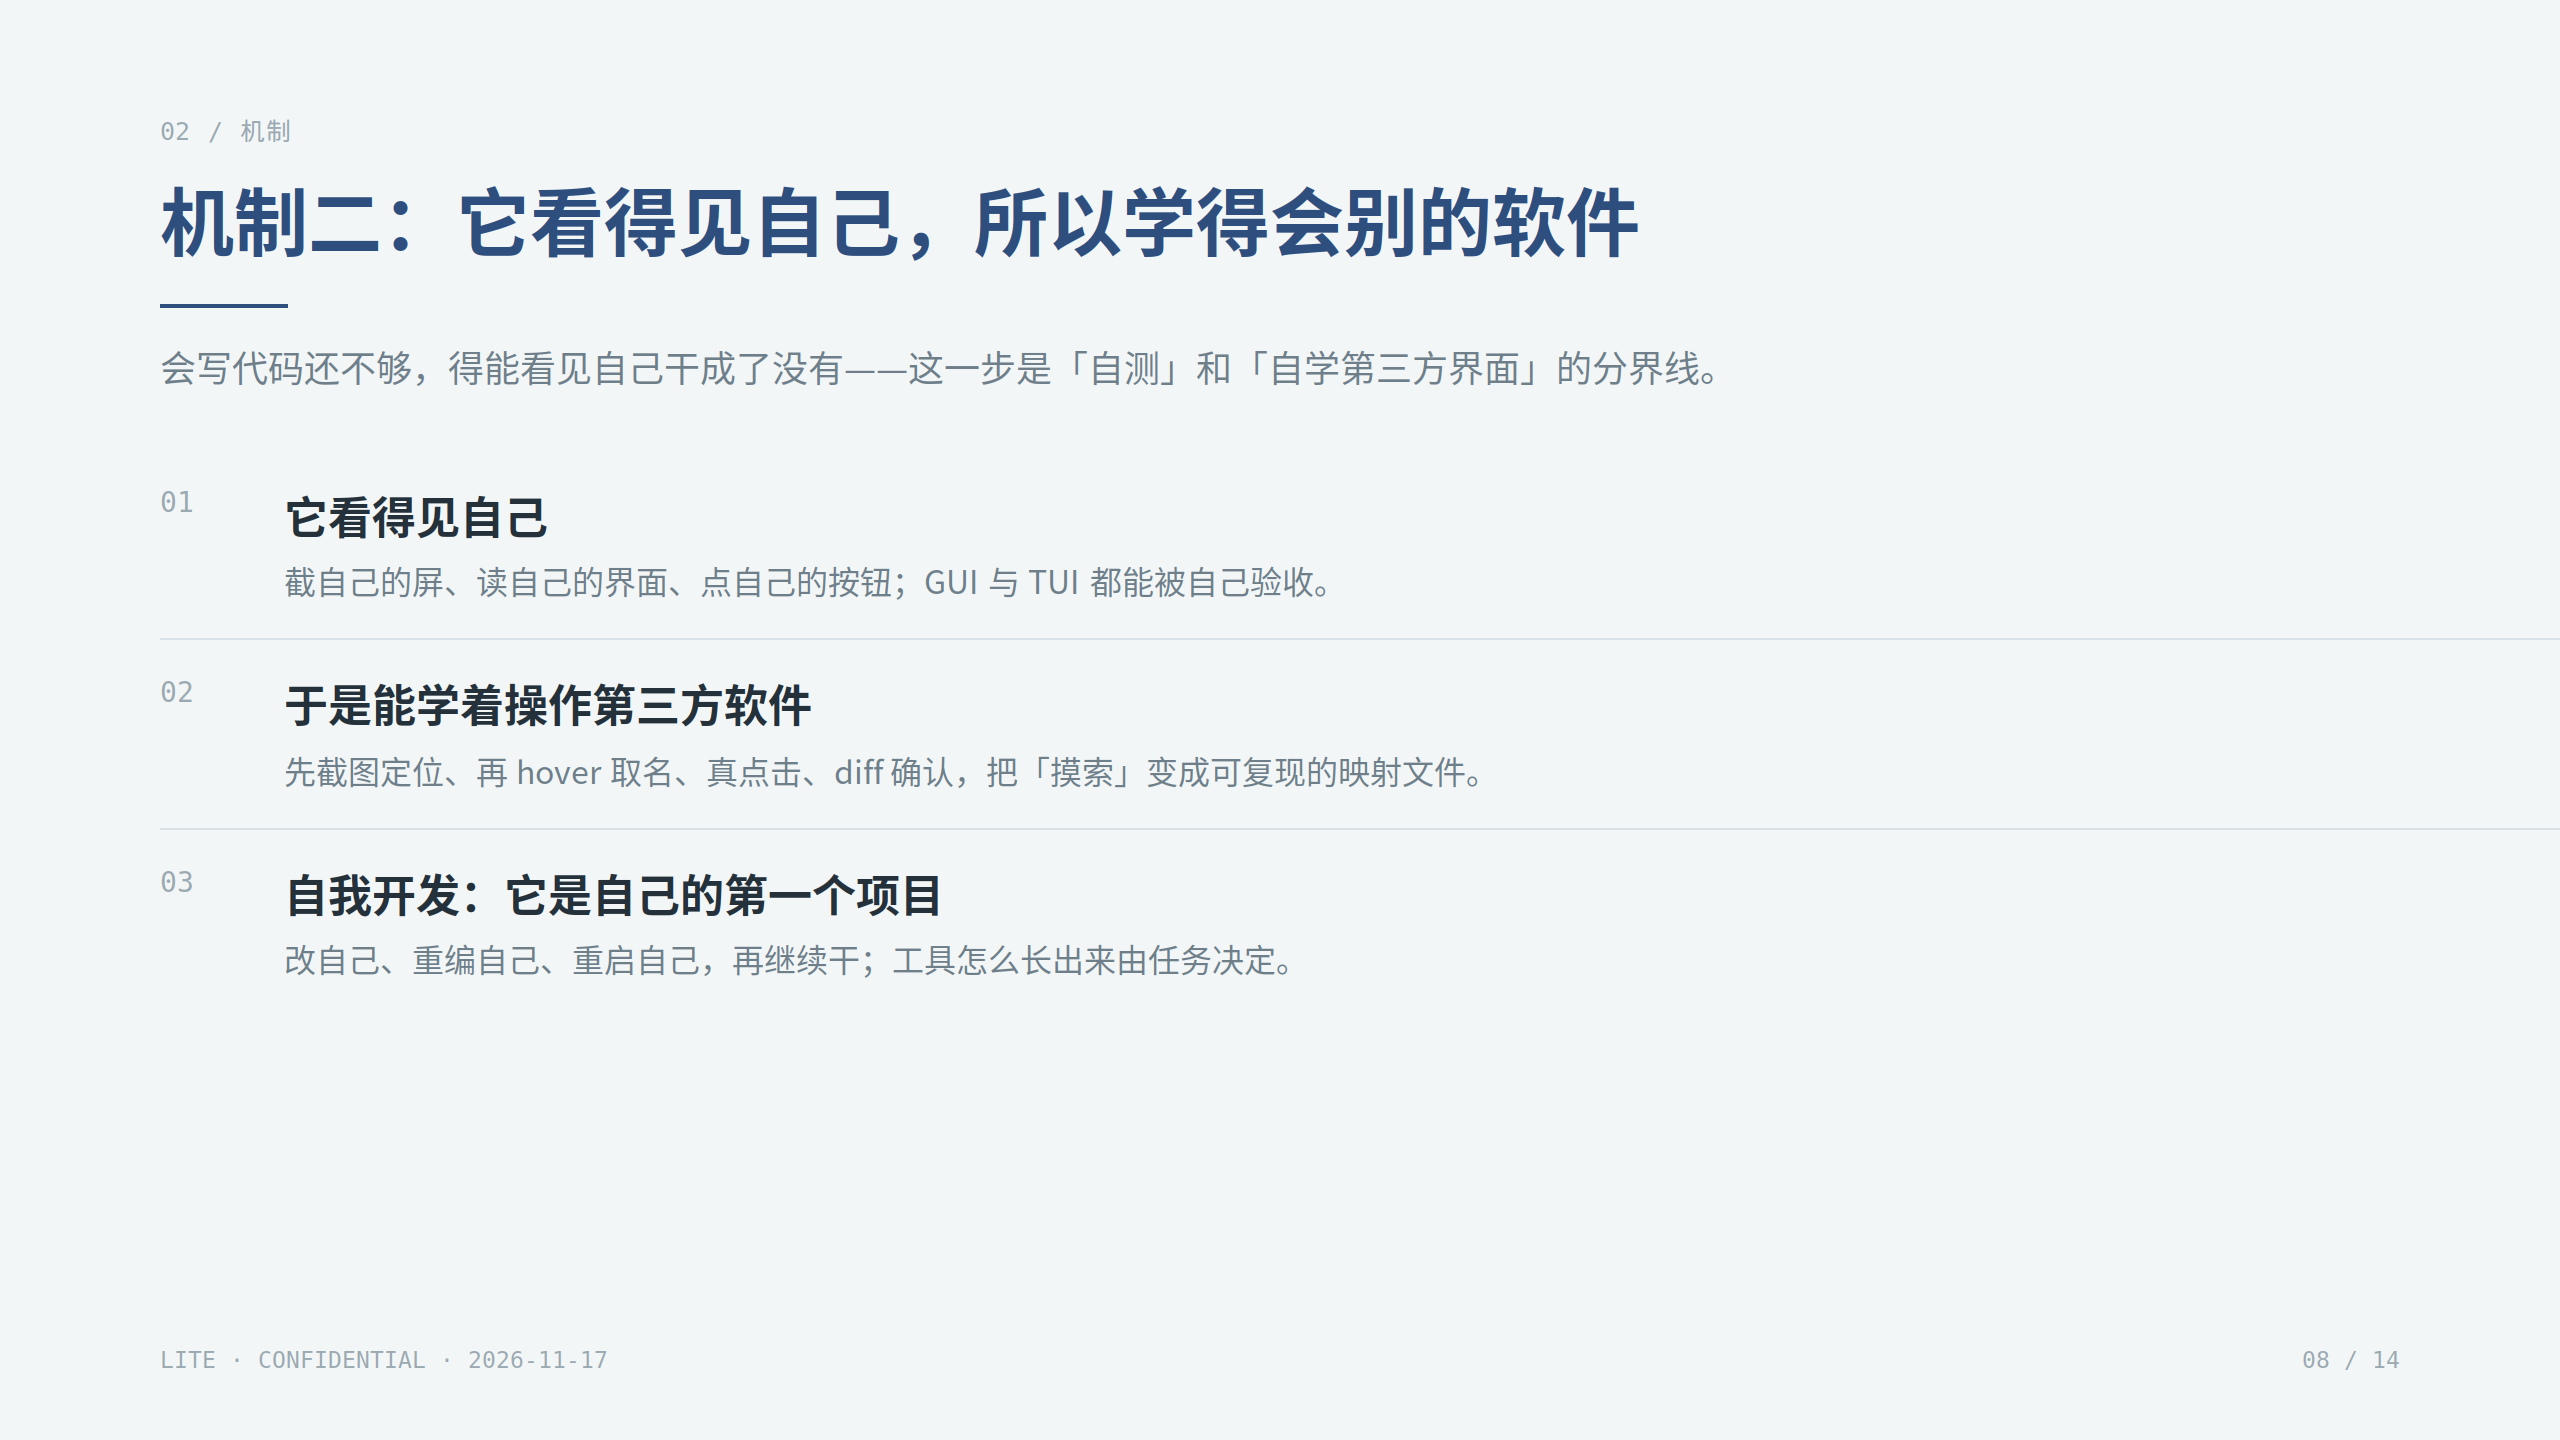 02 / 机制
机制二：它看得见自己，所以学得会别的软件
会写代码还不够，得能看见自己干成了没有——这一步是「自测」和「自学第三方界面」的分界线。
01
它看得见自己
截自己的屏、读自己的界面、点自己的按钮；GUI 与 TUI 都能被自己验收。
02
于是能学着操作第三方软件
先截图定位、再 hover 取名、真点击、diff 确认，把「摸索」变成可复现的映射文件。
03
自我开发：它是自己的第一个项目
改自己、重编自己、重启自己，再继续干；工具怎么长出来由任务决定。
LITE · CONFIDENTIAL · 2026-11-17
08 / 14